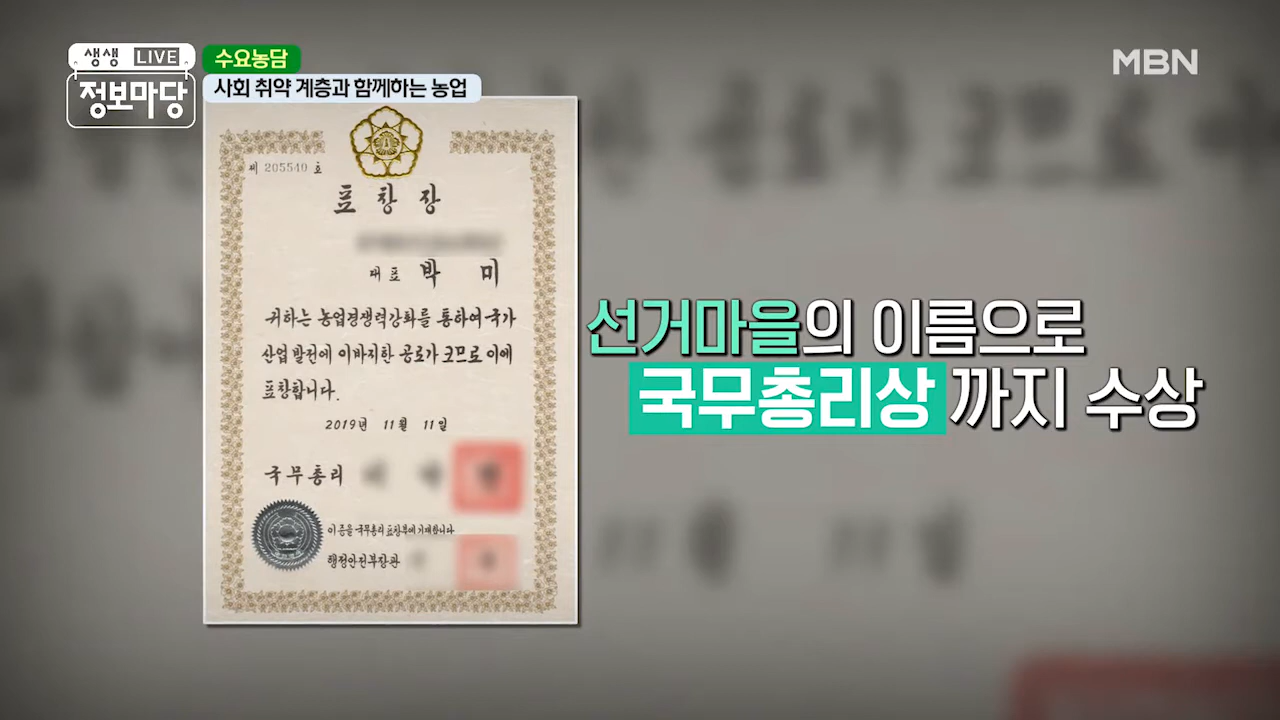 생생 LIVE
정보마당
수요농담
사회 취약 계층과 함께하는 농업
MBN
제 205540 호
표창장
대표 박 미
귀하는 농업경쟁력강화를 통하여 국가
산업 발전에 이바지한 공로가 크므로 이에
표창합니다.
2019년 11월 11일
국무총리
이 증을 국무총리 표창부에 기재합니다
행정안전부장관
선거마을의 이름으로
국무총리상 까지 수상